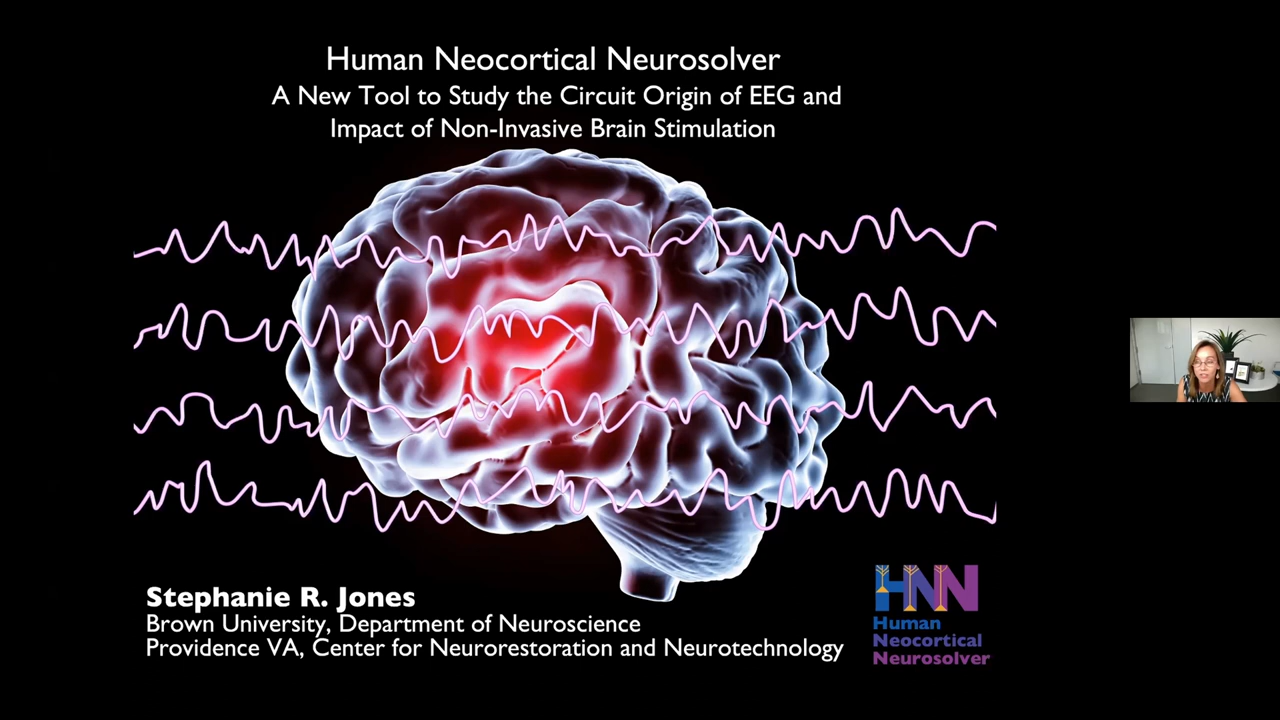 Human Neocortical Neurosolver
A New Tool to Study the Circuit Origin of EEG and
Impact of Non-Invasive Brain Stimulation
Stephanie R. Jones
Brown University, Department of Neuroscience
Providence VA, Center for Neurorestoration and Neurotechnology
HNN
Human
Neocortical
Neurosolver